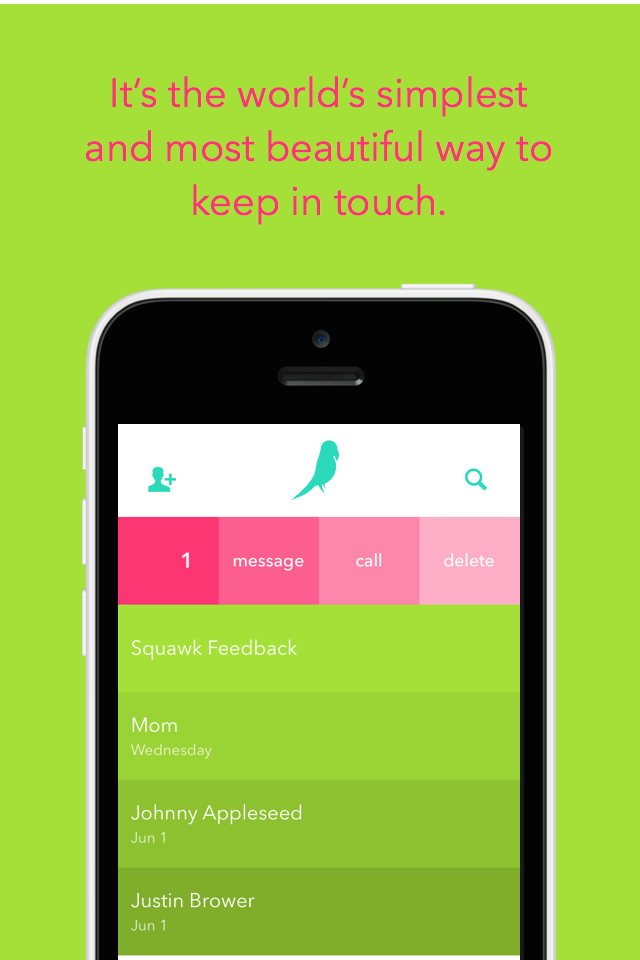 It's the world's simplest
and most beautiful way to
keep in touch.
1 message call delete
Squawk Feedback
Mom
Wednesday
Johnny Appleseed
Jun 1
Justin Brower
Jun 1